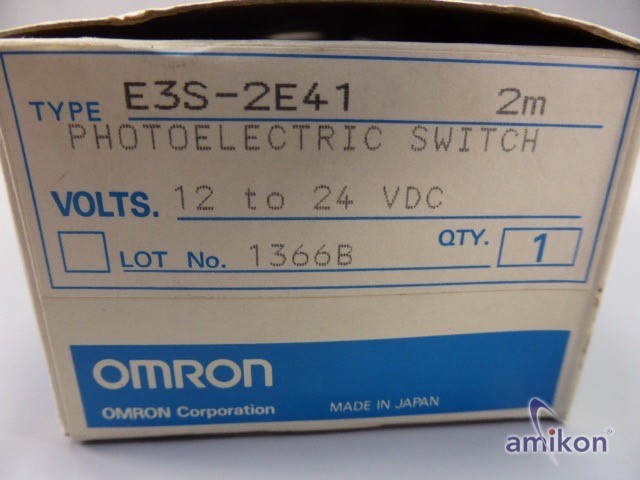 TYPE E3S-2E41 2m
PHOTOELECTRIC SWITCH
VOLTS. 12 to 24 VDC
LOT No. 1366B QTY. 1
OMRON
OMRON Corporation MADE IN JAPAN
amikon